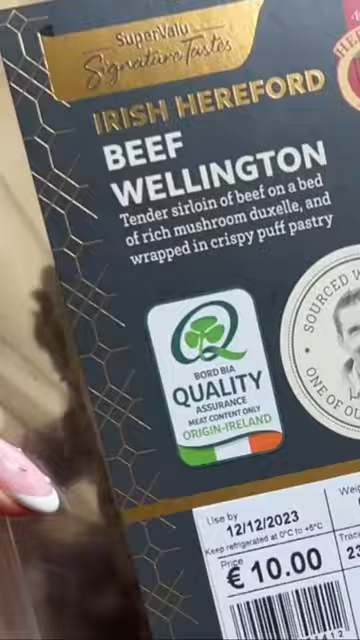 SuperValu
Signature Tastes
IRISH HEREFORD
BEEF
WELLINGTON
Tender sirloin of beef on a bed
of rich mushroom duxelle, and
wrapped in crispy puff pastry
BORD BIA
QUALITY
ASSURANCE
MEAT CONTENT ONLY
ORIGIN-IRELAND
SOURCED
ONE OF
Use by
12/12/2023
Keep refrigerated at 0°C to +5°C
Price
€ 10.00